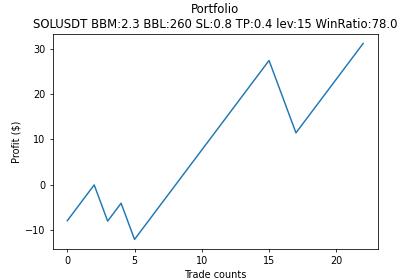 Portfolio
SOLUSDT BBM:2.3 BBL:260 SL:0.8 TP:0.4 lev:15 WinRatio:78.0
30
20
10
0
−10
Profit ($)
0 5 10 15 20
Trade counts